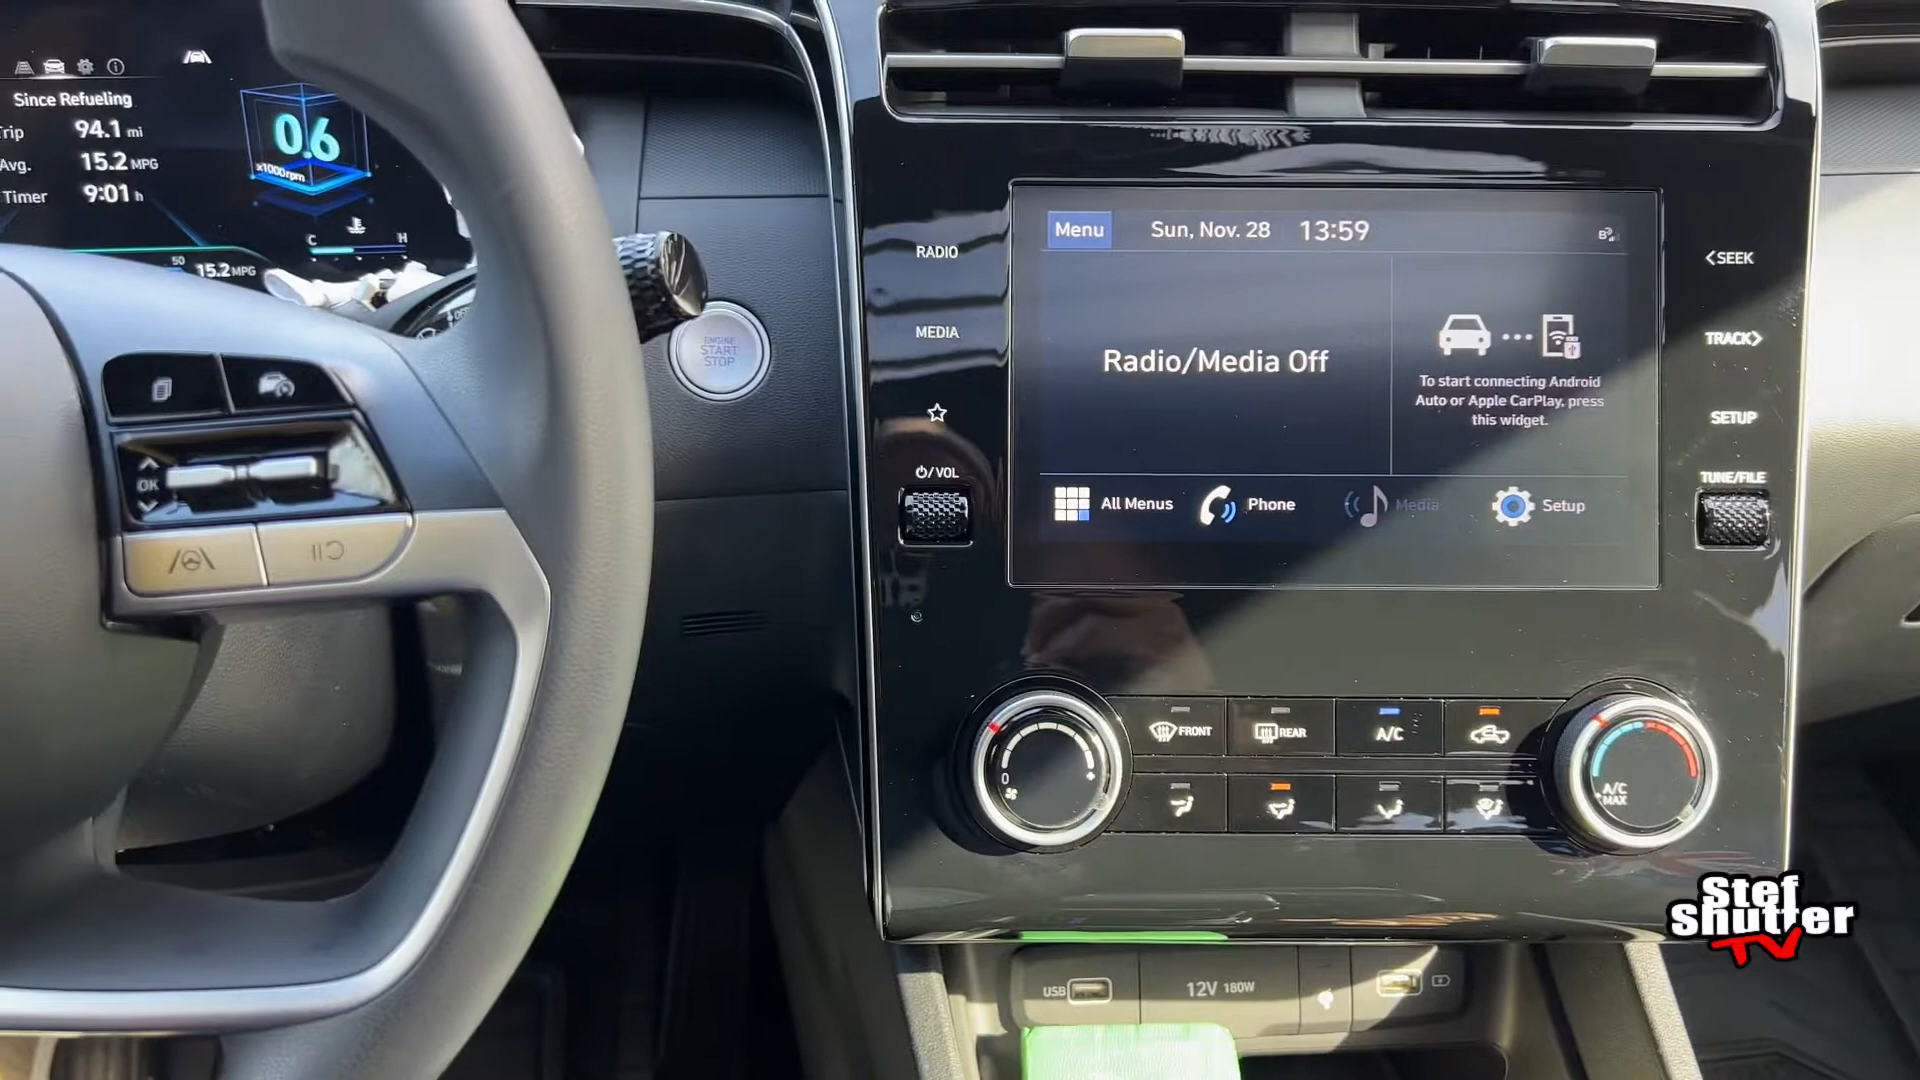 Since Refueling
Trip 94.1 mi
Avg. 15.2 MPG
Timer 9:01 h
0.6
x1000rpm
C H
50
15.2 MPG
OK
OFF
ENGINE
START
STOP
RADIO
MEDIA
VOL
Menu Sun, Nov. 28 13:59
Radio/Media Off
To start connecting Android
Auto or Apple CarPlay, press
this widget.
All Menus Phone Media Setup
SEEK
TRACK
SETUP
TUNE/FILE
0 +
FRONT REAR A/C
A/C
MAX
USB 12V 180W
Stef
Shutter
TV